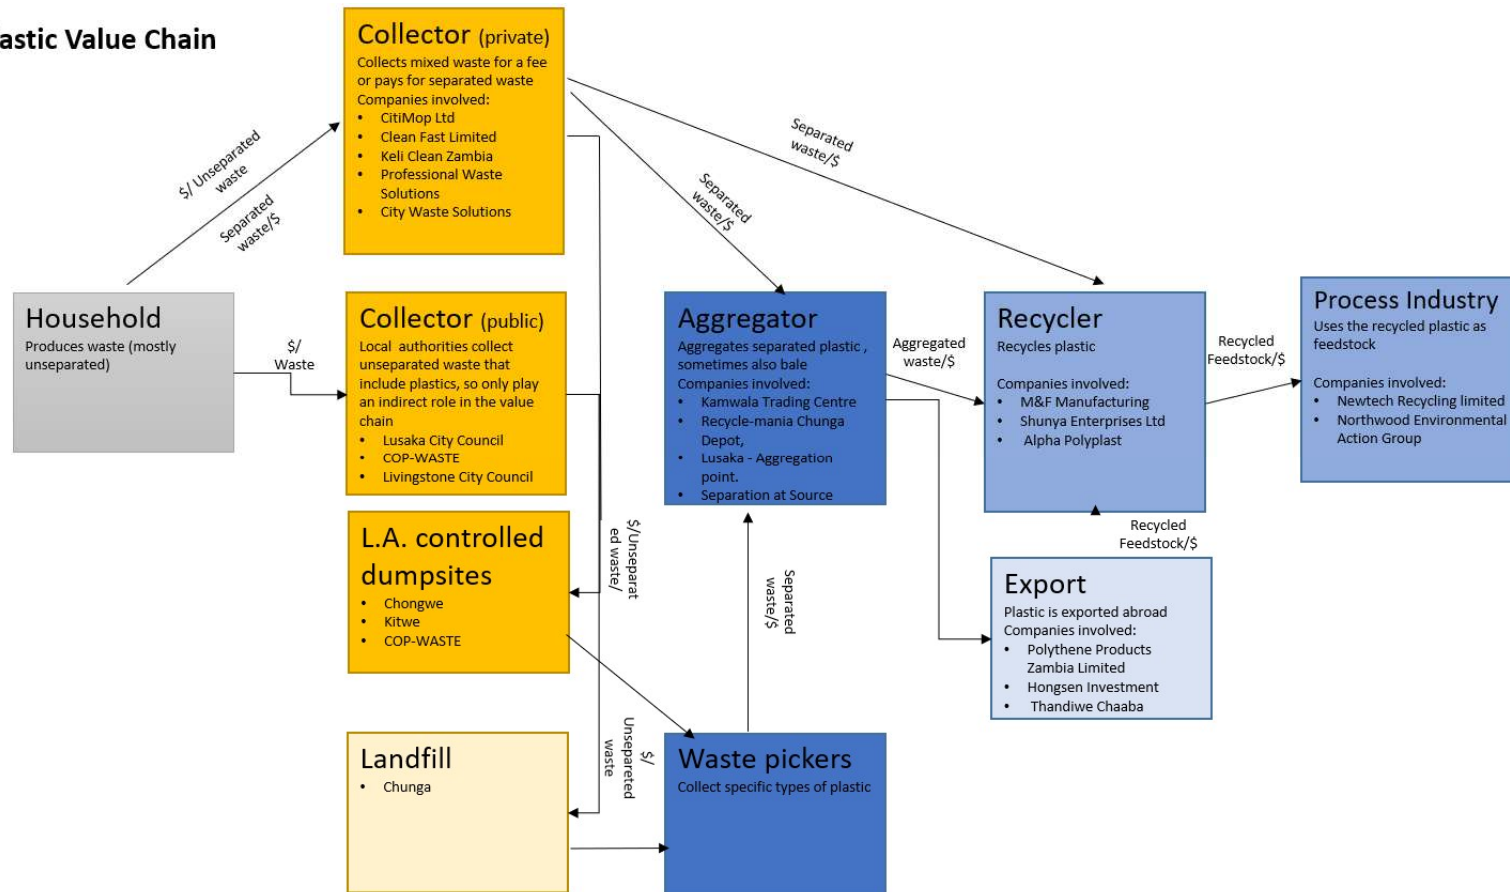 lastic Value Chain
Collector (private)
Collects mixed waste for a fee
or pays for separated waste
Companies involved:
• CitiMop Ltd
• Clean Fast Limited
• Keli Clean Zambia
• Professional Waste
Solutions
• City Waste Solutions
$/ Unseparated
waste
Separated
waste/$
Separated
waste/$
Separated
waste/$
Household
Produces waste (mostly
unseparated)
$/
Waste
Collector (public)
Local authorities collect
unseparated waste that
include plastics, so only play
an indirect role in the value
chain
• Lusaka City Council
• COP-WASTE
• Livingstone City Council
Aggregator
Aggregates separated plastic ,
sometimes also bale
Companies involved:
• Kamwala Trading Centre
• Recycle-mania Chunga
Depot,
• Lusaka - Aggregation
point.
• Separation at Source
Aggregated
waste/$
Recycler
Recycles plastic
Companies involved:
• M&F Manufacturing
• Shunya Enterprises Ltd
• Alpha Polyplast
Recycled
Feedstock/$
Process Industry
Uses the recycled plastic as
feedstock
Companies involved:
• Newtech Recycling limited
• Northwood Environmental
Action Group
L.A. controlled
dumpsites
• Chongwe
• Kitwe
• COP-WASTE
$/Unseparat
ed waste/
Separated
waste/$
Recycled
Feedstock/$
Export
Plastic is exported abroad
Companies involved:
• Polythene Products
Zambia Limited
• Hongsen Investment
• Thandiwe Chaaba
Landfill
• Chunga
$/
Unsepareted
waste
Waste pickers
Collect specific types of plastic